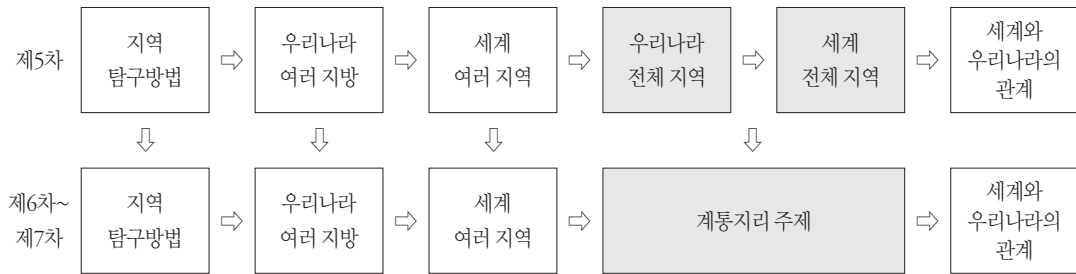 제5차
지역
탐구방법
⇨
우리나라
여러 지방
⇨
세계
여러 지역
⇨
우리나라
전체 지역
⇨
세계
전체 지역
⇨
세계와
우리나라의
관계
⇩ ⇩ ⇩ ⇩
제6차~
제7차
지역
탐구방법
⇨
우리나라
여러 지방
⇨
세계
여러 지역
⇨
계통지리 주제
⇨
세계와
우리나라의
관계